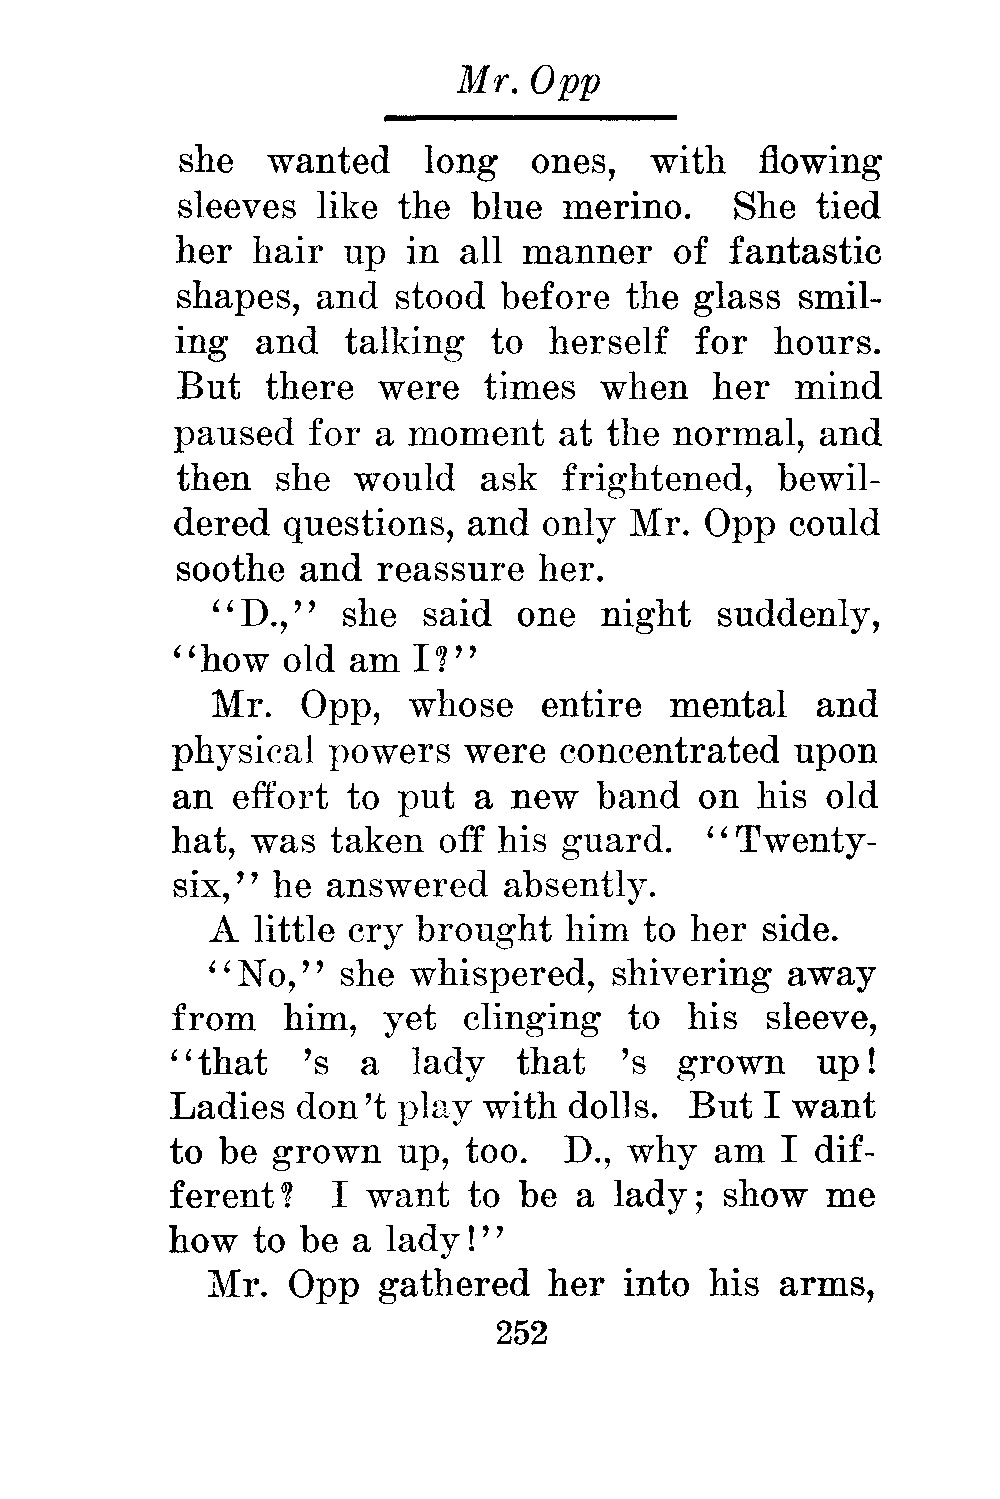 Mr. Opp
she wanted long ones, with flowing
sleeves like the blue merino. She tied
her hair up in all manner of fantastic
shapes, and stood before the glass smil-
ing and talking to herself for hours.
But there were times when her mind
paused for a moment at the normal, and
then she would ask frightened, bewil-
dered questions, and only Mr. Opp could
soothe and reassure her.
"D.," she said one night suddenly,
"how old am I?"
Mr. Opp, whose entire mental and
physical powers were concentrated upon
an effort to put a new band on his old
hat, was taken off his guard. "Twenty-
six," he answered absently.
A little cry brought him to her side.
"No," she whispered, shivering away
from him, yet clinging to his sleeve,
"that 's a lady that 's grown up!
Ladies don't play with dolls. But I want
to be grown up, too. D., why am I dif-
ferent? I want to be a lady; show me
how to be a lady!"
Mr. Opp gathered her into his arms,
252